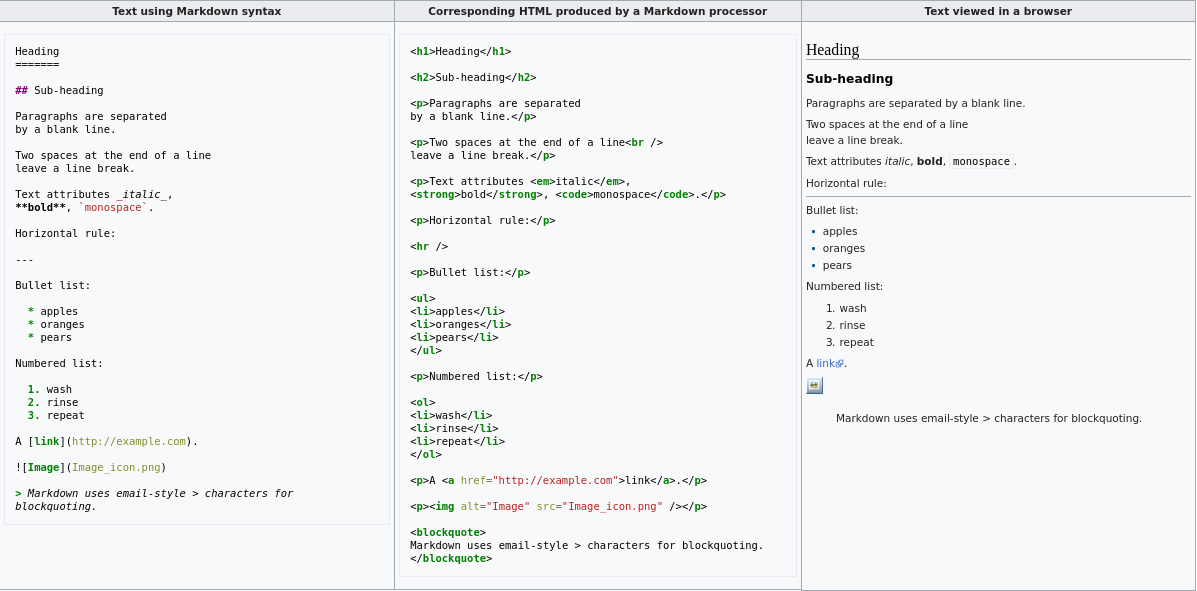 Text using Markdown syntax
Corresponding HTML produced by a Markdown processor
Text viewed in a browser
Heading
=======
## Sub-heading
Paragraphs are separated
by a blank line.
Two spaces at the end of a line
leave a line break.
Text attributes _italic_,
**bold**, `monospace`.
Horizontal rule:
---
Bullet list:
* apples
* oranges
* pears
Numbered list:
1. wash
2. rinse
3. repeat
A [link](http://example.com).
![Image](Image_icon.png)
> Markdown uses email-style > characters for
blockquoting.
<h1>Heading</h1>
<h2>Sub-heading</h2>
<p>Paragraphs are separated
by a blank line.</p>
<p>Two spaces at the end of a line<br />
leave a line break.</p>
<p>Text attributes <em>italic</em>,
<strong>bold</strong>, <code>monospace</code>.</p>
<p>Horizontal rule:</p>
<hr />
<p>Bullet list:</p>
<ul>
<li>apples</li>
<li>oranges</li>
<li>pears</li>
</ul>
<p>Numbered list:</p>
<ol>
<li>wash</li>
<li>rinse</li>
<li>repeat</li>
</ol>
<p>A <a href="http://example.com">link</a>.</p>
<p><img alt="Image" src="Image_icon.png" /></p>
<blockquote>
Markdown uses email-style > characters for blockquoting.
</blockquote>
Heading
Sub-heading
Paragraphs are separated by a blank line.
Two spaces at the end of a line
leave a line break.
Text attributes italic, bold, monospace.
Horizontal rule:
Bullet list:
• apples
• oranges
• pears
Numbered list:
1. wash
2. rinse
3. repeat
A link.
Markdown uses email-style > characters for blockquoting.